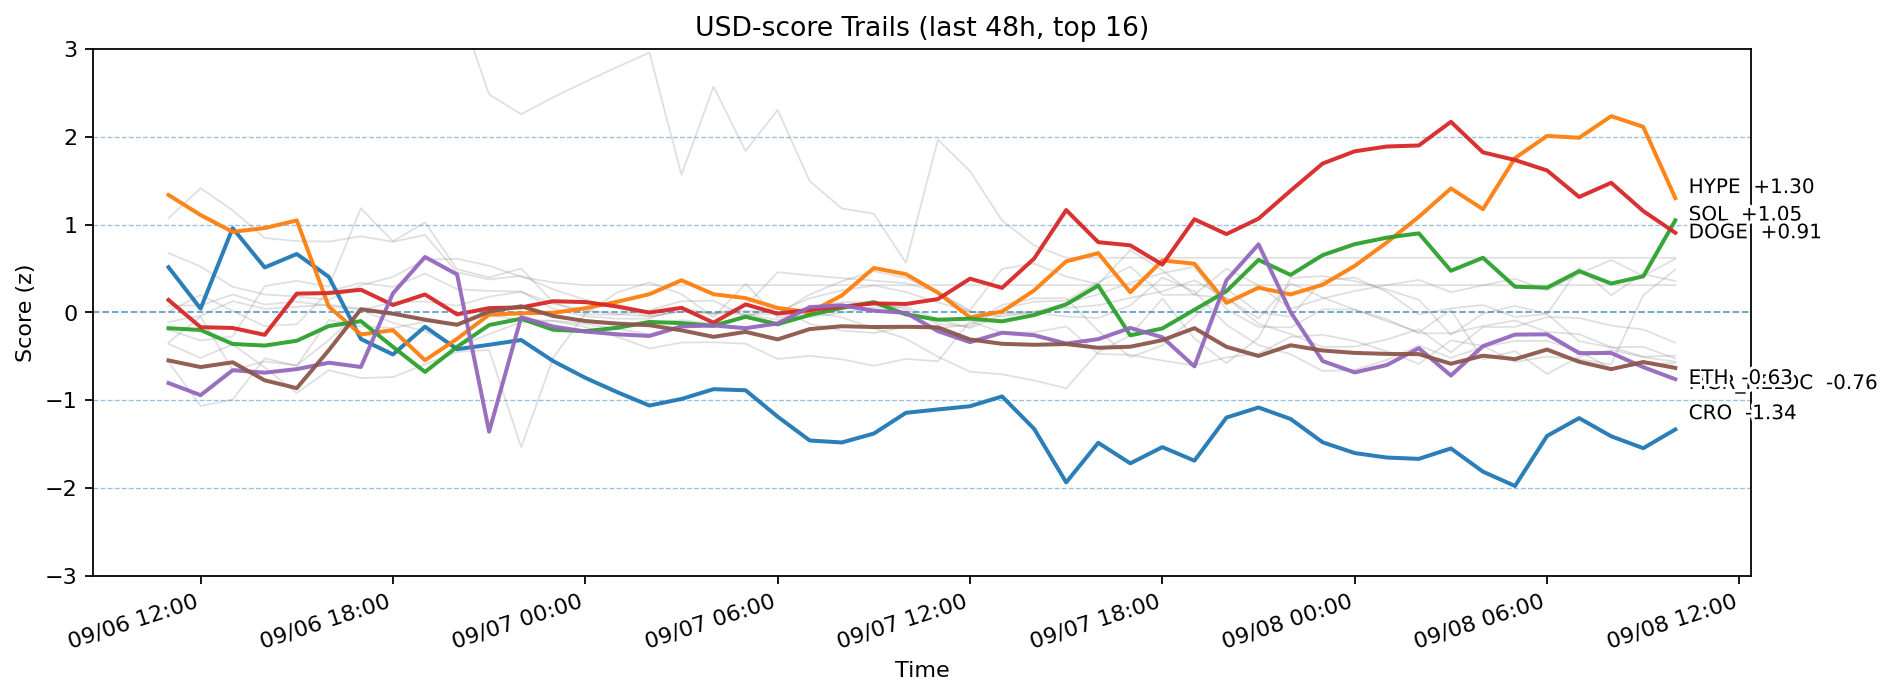 USD-score Trails (last 48h, top 16)
Score (z)
3
2
1
0
−1
−2
−3
HYPE +1.30
SOL +1.05
DOGE +0.91
ETH -0.63
-0.76
CRO -1.34
09/06 12:00
09/06 18:00
09/07 00:00
09/07 06:00
09/07 12:00
09/07 18:00
09/08 00:00
09/08 06:00
09/08 12:00
Time